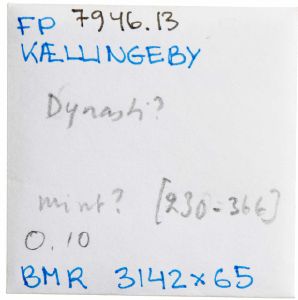 FP 7946.13
KÆLLINGEBY
Dynasti?
mint? [230-366]
0.10
BMR 3142x65